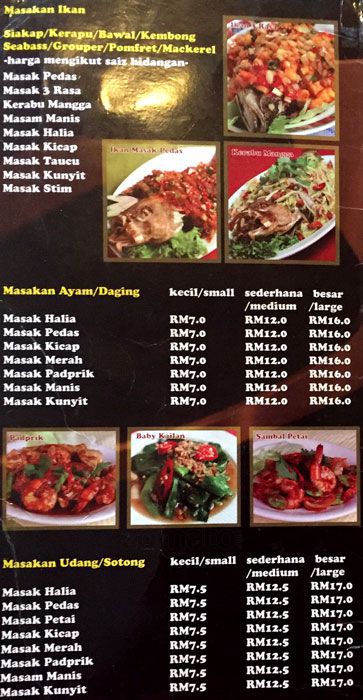 Masakan Ikan
Siakap/Kerapu/Bawal/Kembong
Seabass/Grouper/Pomfret/Mackerel
-harga mengikut saiz hidangan-
Masak Pedas
Masak 3 Rasa
Kerabu Mangga
Masam Manis
Masak Halia
Masak Kicap
Masak Taucu
Masak Kunyit
Masak Stim
Ikan
Ikan Masak Pedas
Kerabu Mangga
Masakan Ayam/Daging kecil/small sederhana/medium besar/large
Masak Halia RM7.0 RM12.0 RM16.0
Masak Pedas RM7.0 RM12.0 RM16.0
Masak Kicap RM7.0 RM12.0 RM16.0
Masak Merah RM7.0 RM12.0 RM16.0
Masak Padprik RM7.0 RM12.0 RM16.0
Masak Manis RM7.0 RM12.0 RM16.0
Masak Kunyit RM7.0 RM12.0 RM16.0
Padprik
Baby Kailan
Sambal Petai
zomato
Masakan Udang/Sotong kecil/small sederhana/medium besar/large
Masak Halia RM7.5 RM12.5 RM17.0
Masak Pedas RM7.5 RM12.5 RM17.0
Masak Petai RM7.5 RM12.5 RM17.0
Masak Kicap RM7.5 RM12.5 RM17.0
Masak Merah RM7.5 RM12.5 RM17.0
Masak Padprik RM7.5 RM12.5 RM17.0
Masam Manis RM7.5 RM12.5 RM17.0
Masak Kunyit RM7.5 RM12.5 RM17.0